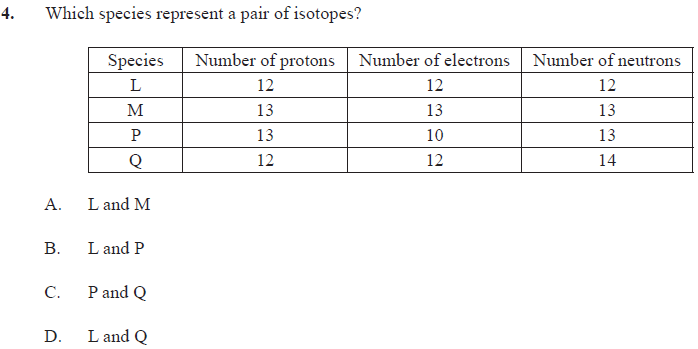 4. Which species represent a pair of isotopes?
Species Number of protons Number of electrons Number of neutrons
L 12 12 12
M 13 13 13
P 13 10 13
Q 12 12 14
A. L and M
B. L and P
C. P and Q
D. L and Q